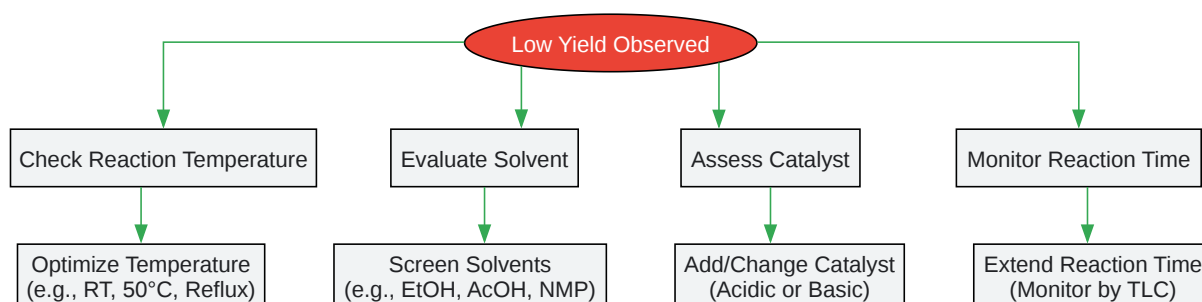 Low Yield Observed
Check Reaction Temperature
Evaluate Solvent
Assess Catalyst
Monitor Reaction Time
Optimize Temperature
(e.g., RT, 50°C, Reflux)
Screen Solvents
(e.g., EtOH, AcOH, NMP)
Add/Change Catalyst
(Acidic or Basic)
Extend Reaction Time
(Monitor by TLC)